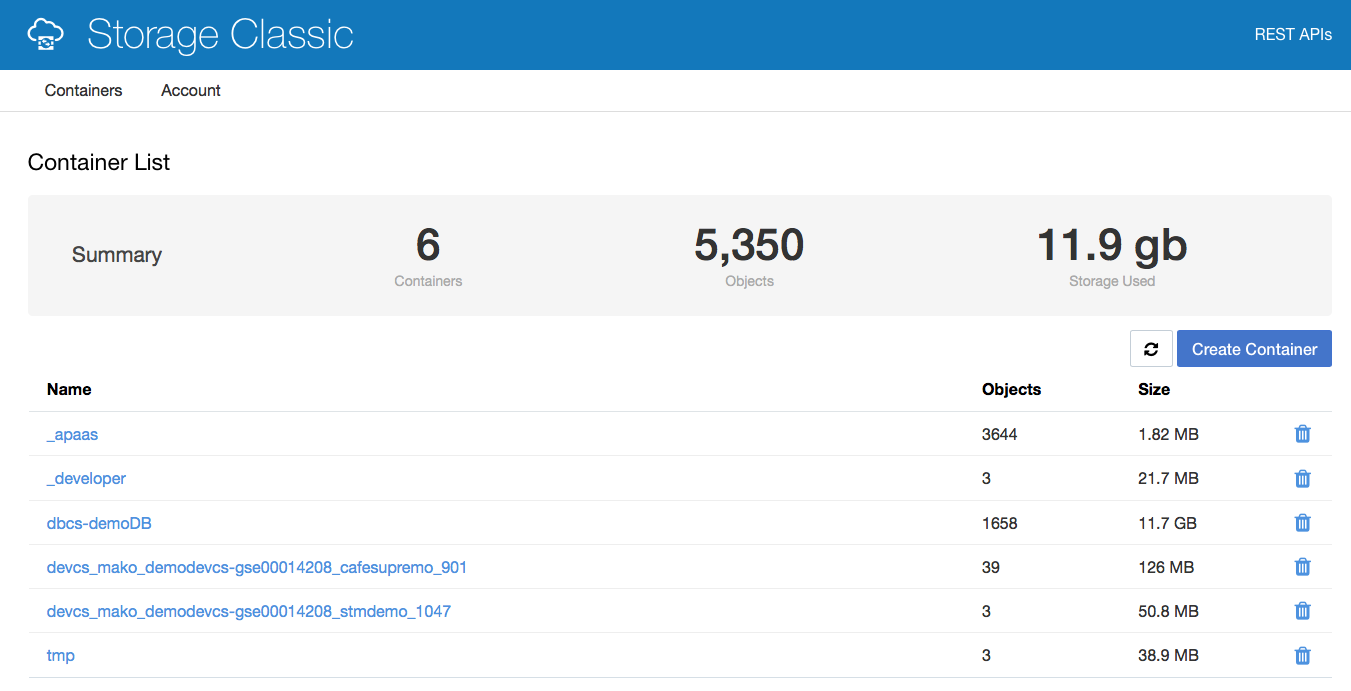 Storage Classic REST APIs
Containers Account
Container List
Summary 6 5,350 11.9 gb
Containers Objects Storage Used
Create Container
Name Objects Size
_apaas 3644 1.82 MB
_developer 3 21.7 MB
dbcs-demoDB 1658 11.7 GB
devcs_mako_demodevcs-gse00014208_cafesupremo_901 39 126 MB
devcs_mako_demodevcs-gse00014208_stmdemo_1047 3 50.8 MB
tmp 3 38.9 MB